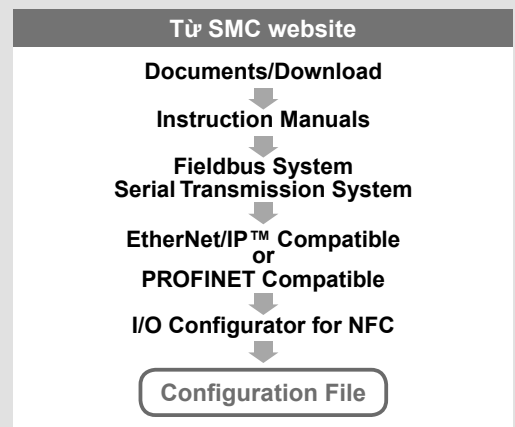 Từ SMC website
Documents/Download
Instruction Manuals
Fieldbus System
Serial Transmission System
EtherNet/IP™ Compatible
or
PROFINET Compatible
I/O Configurator for NFC
Configuration File